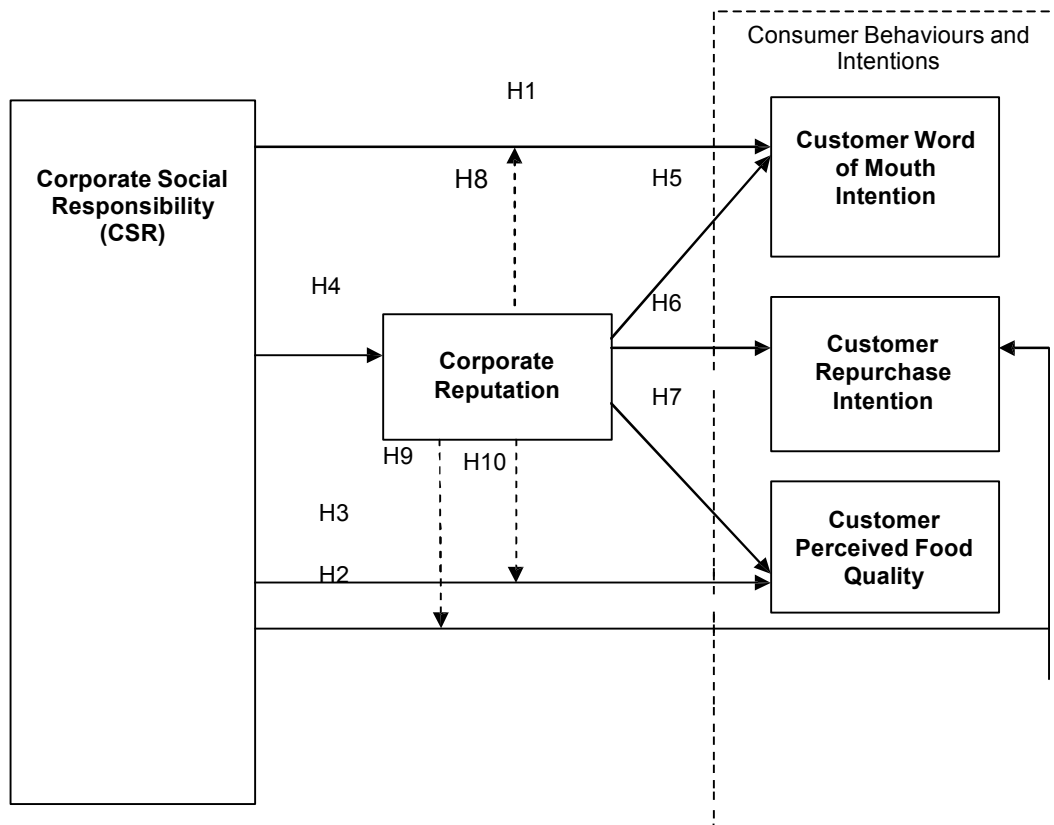 Consumer Behaviours and
Intentions
H1
Customer Word
of Mouth
Intention
Corporate Social
Responsibility
(CSR)
H8
H5
H4
H6
Corporate
Reputation
Customer
Repurchase
Intention
H7
H9
H10
H3
Customer
Perceived Food
Quality
H2